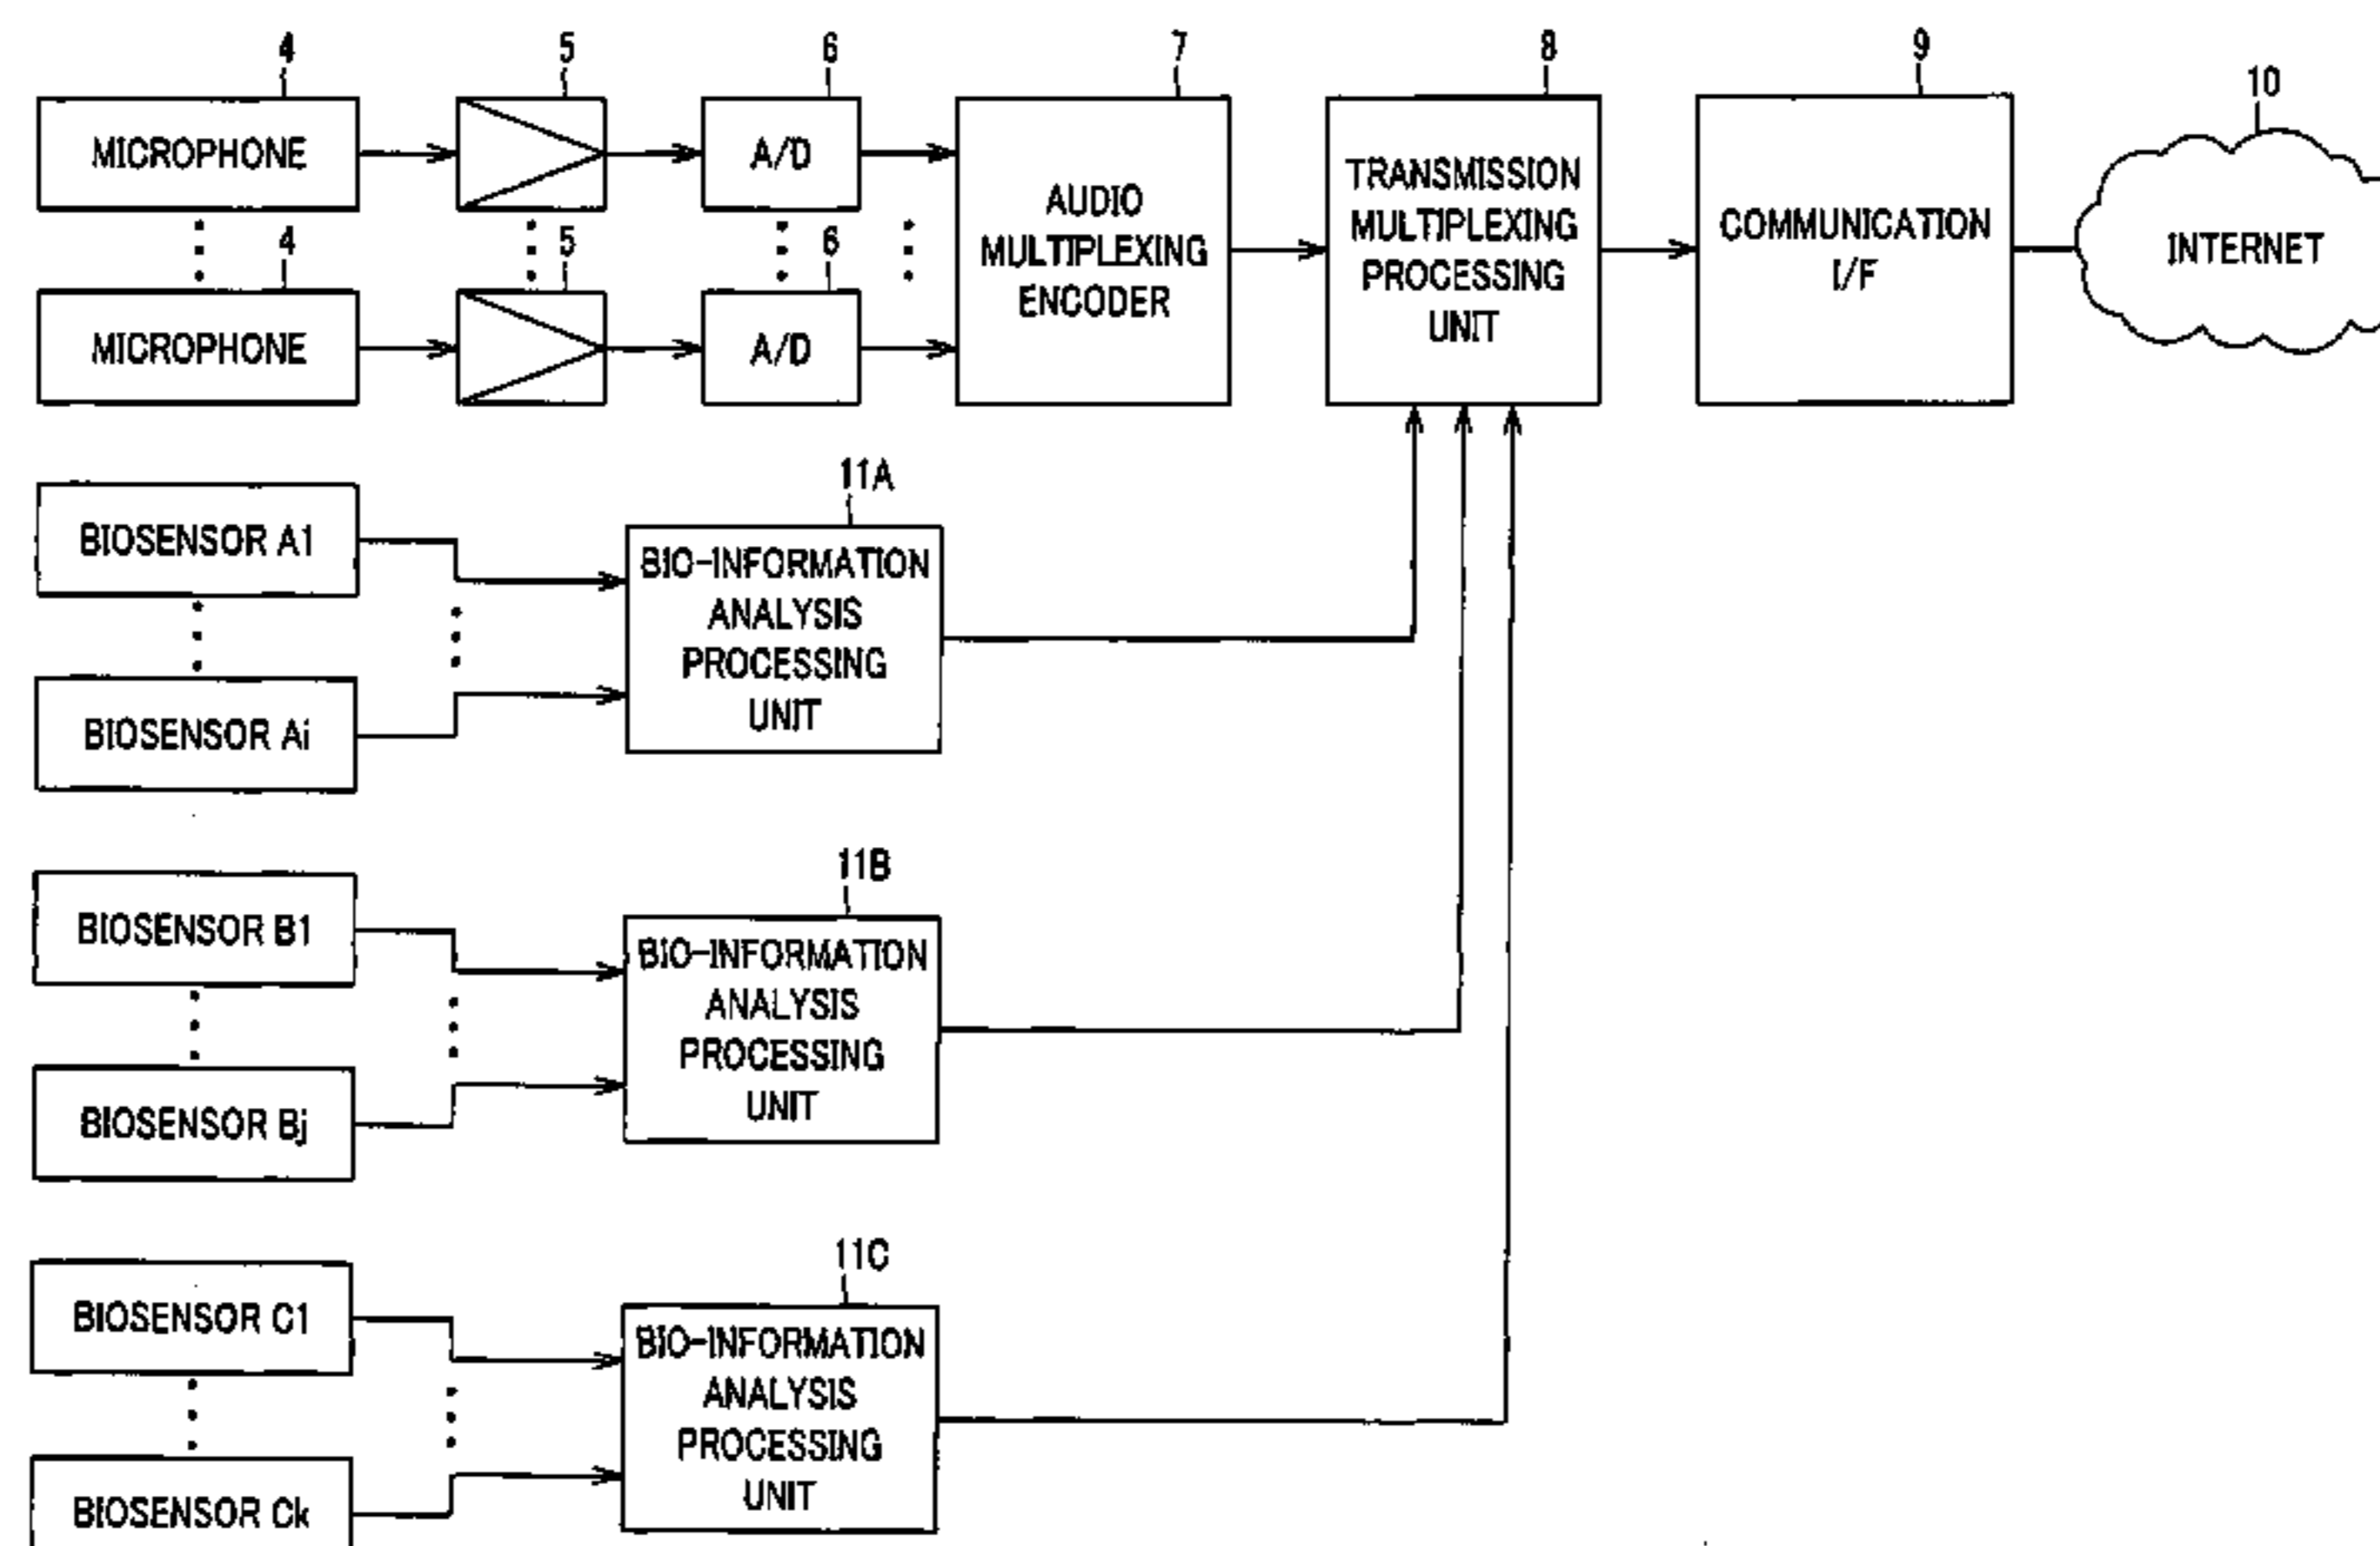 4
5
6
7
8
9
10
MICROPHONE
A/D
AUDIO
MULTIPLEXING
ENCODER
TRANSMISSION
MULTIPLEXING
PROCESSING
UNIT
COMMUNICATION
I/F
INTERNET
4
5
6
MICROPHONE
A/D
11A
BIOSENSOR A1
BIO-INFORMATION
ANALYSIS
PROCESSING
UNIT
BIOSENSOR Ai
11B
BIOSENSOR B1
BIO-INFORMATION
ANALYSIS
PROCESSING
UNIT
BIOSENSOR Bj
11C
BIOSENSOR C1
BIO-INFORMATION
ANALYSIS
PROCESSING
UNIT
BIOSENSOR Ck